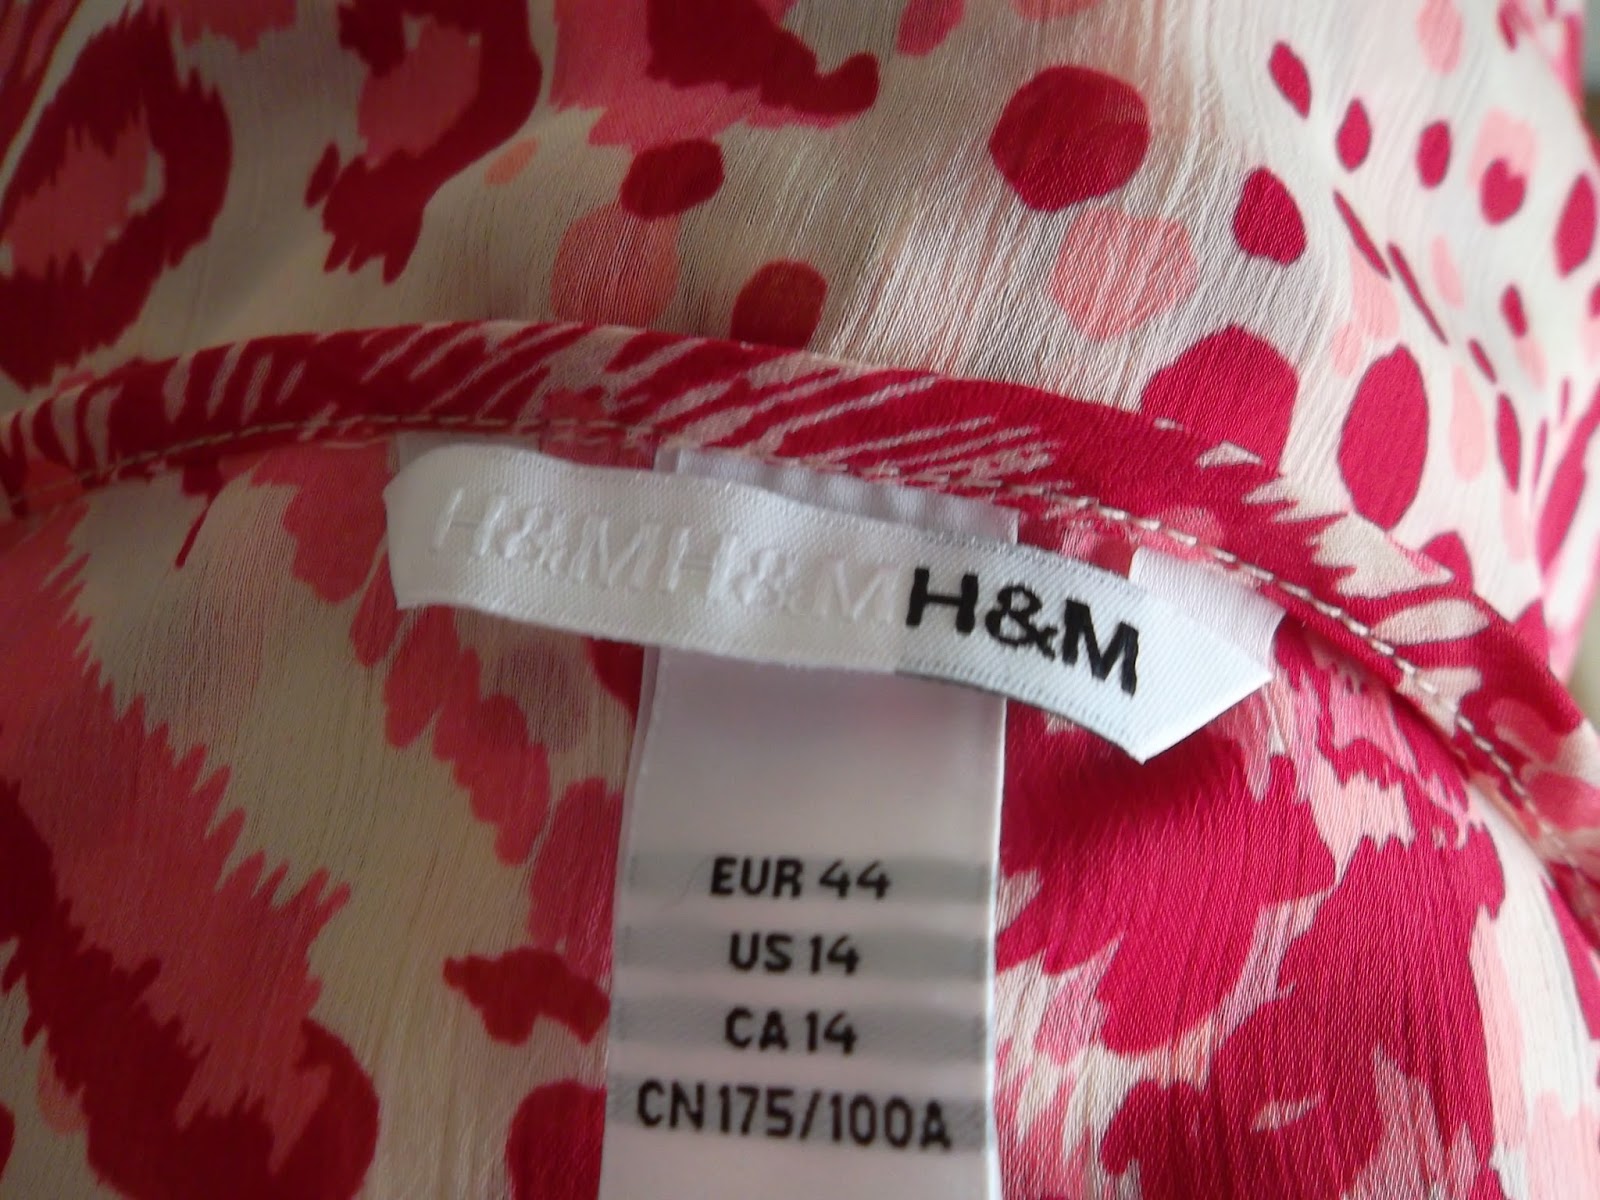 H&M H&M H&M
EUR 44
US 14
CA 14
CN 175/100A